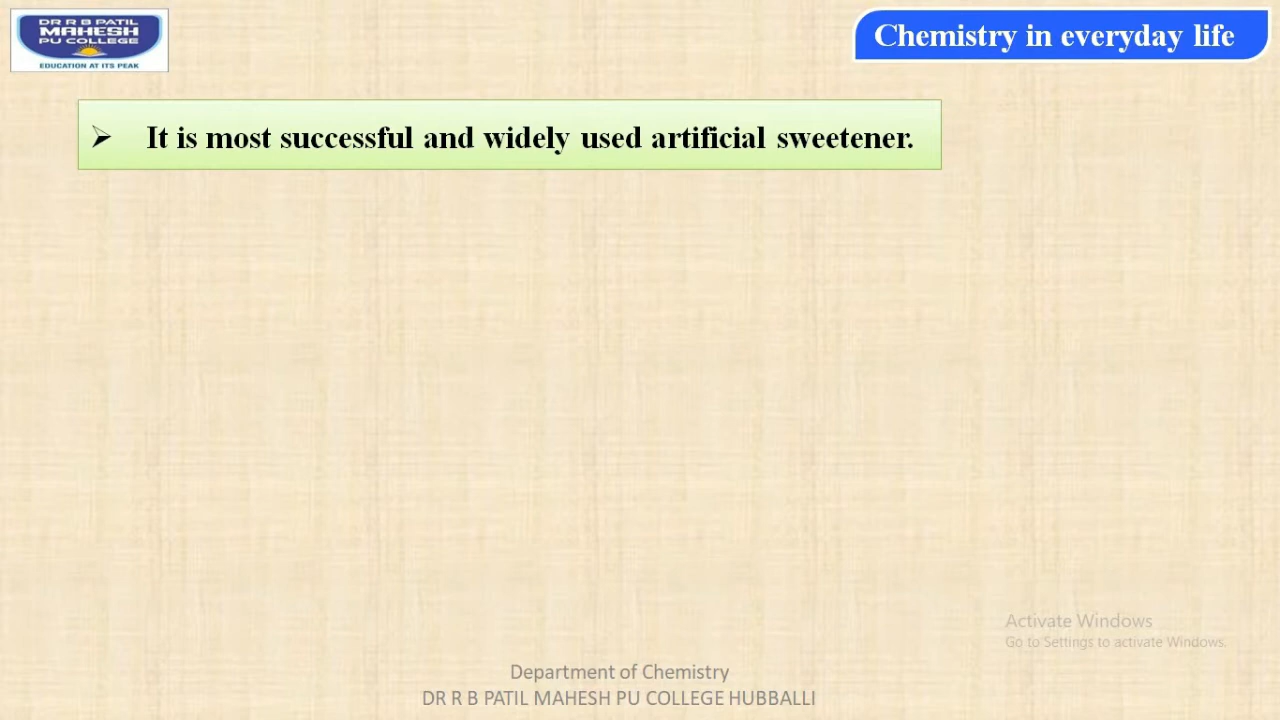 DR R B PATIL
MAHESH
PU COLLEGE
EDUCATION AT ITS PEAK
Chemistry in everyday life
It is most successful and widely used artificial sweetener.
Activate Windows
Go to Settings to activate Windows.
Department of Chemistry
DR R B PATIL MAHESH PU COLLEGE HUBBALLI